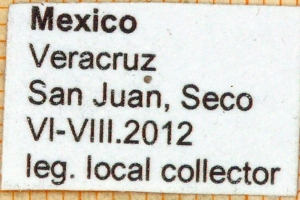 Mexico
Veracruz
San Juan, Seco
VI-VIII.2012
leg. local collector